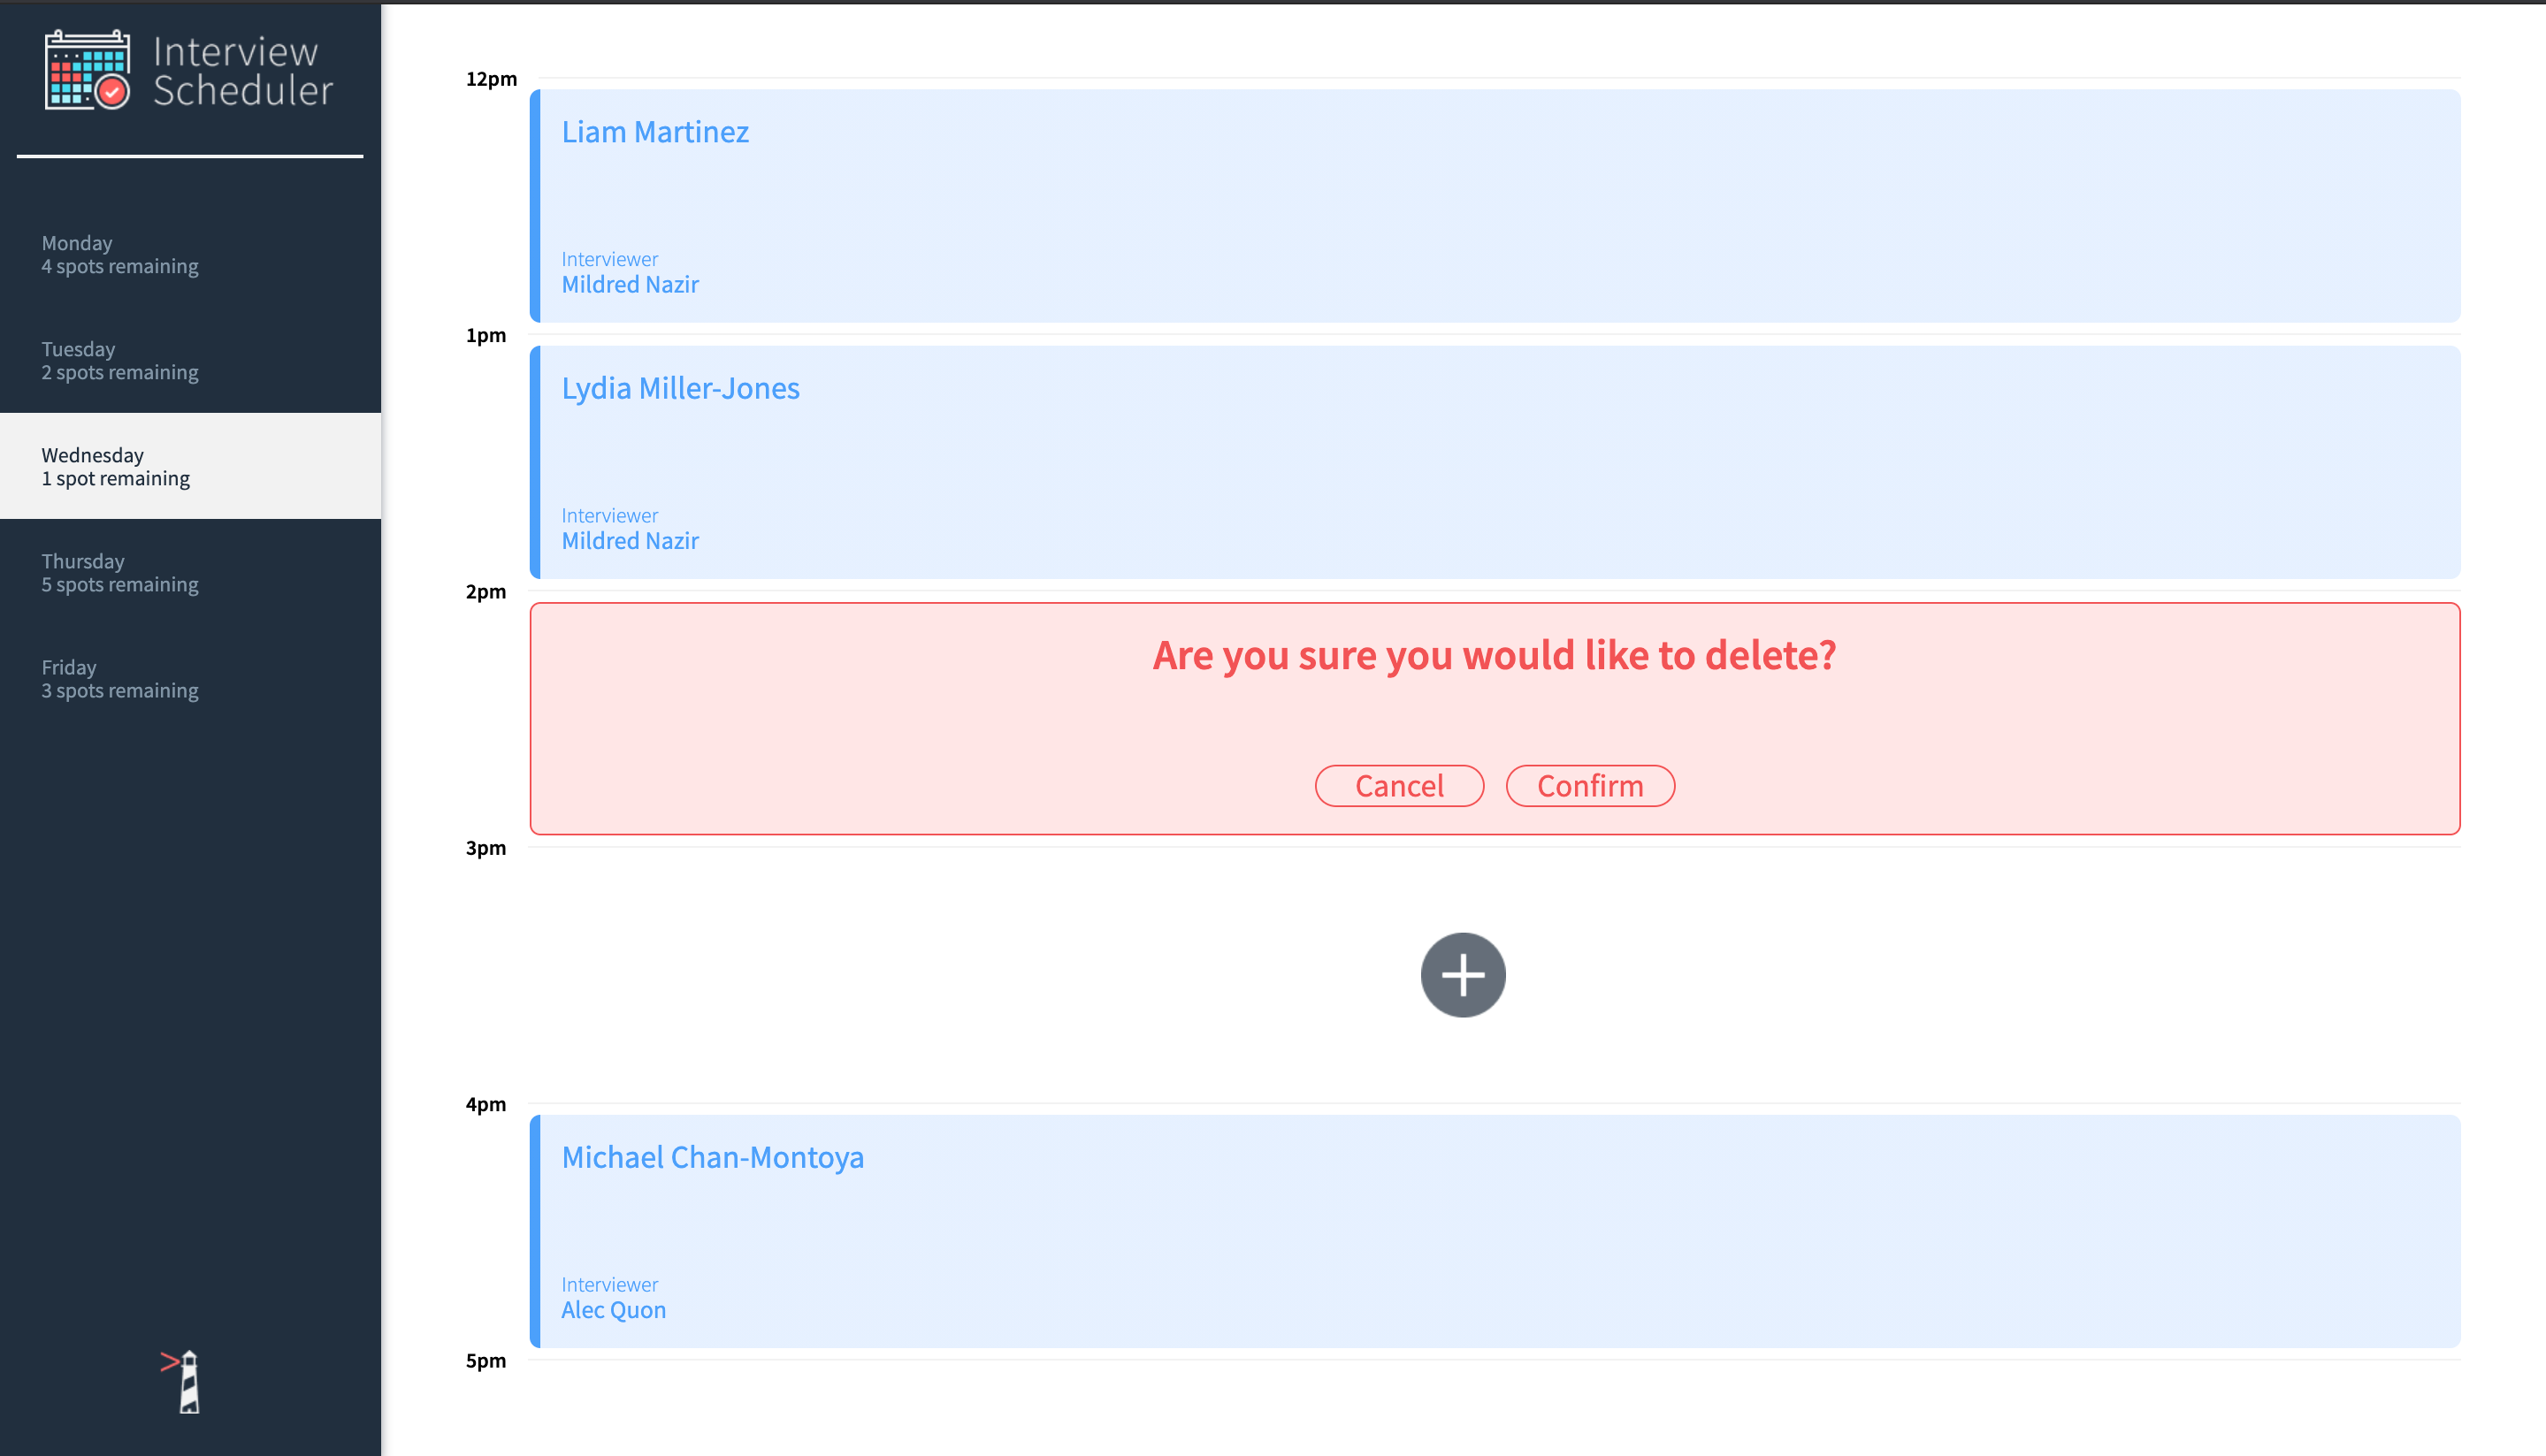 Interview
Scheduler
Monday
4 spots remaining
Tuesday
2 spots remaining
Wednesday
1 spot remaining
Thursday
5 spots remaining
Friday
3 spots remaining
12pm
Liam Martinez
Interviewer
Mildred Nazir
1pm
Lydia Miller-Jones
Interviewer
Mildred Nazir
2pm
Are you sure you would like to delete?
Cancel Confirm
3pm
4pm
Michael Chan-Montoya
Interviewer
Alec Quon
5pm